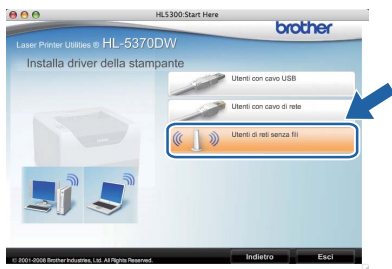 HL5300:Start Here
brother
Laser Printer Utilities ® HL-5370DW
Installa driver della stampante
Utenti con cavo USB
Utenti con cavo di rete
Utenti di reti senza fili
© 2001-2008 Brother Industries, Ltd. All Rights Reserved.
Indietro
Esci